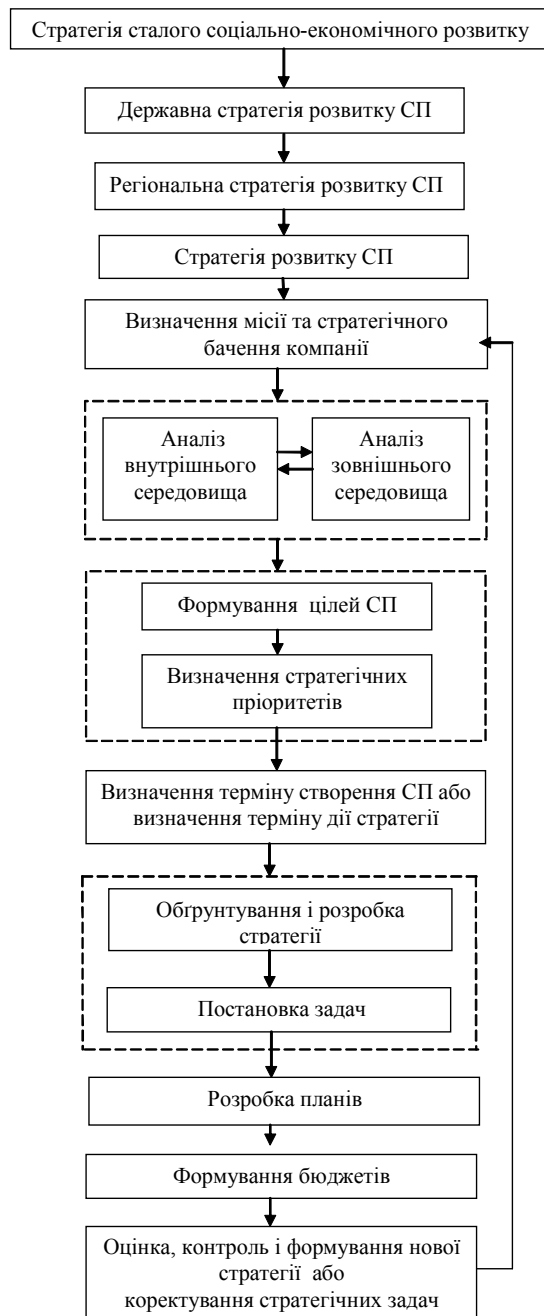 Стратегія сталого соціально-економічного розвитку
Державна стратегія розвитку СП
Регіональна стратегія розвитку СП
Стратегія розвитку СП
Визначення місії та стратегічного
бачення компанії
Аналіз
внутрішнього
середовища
Аналіз
зовнішнього
середовища
Формування цілей СП
Визначення стратегічних
пріоритетів
Визначення терміну створення СП або
визначення терміну дії стратегії
Обґрунтування і розробка
стратегії
Постановка задач
Розробка планів
Формування бюджетів
Оцінка, контроль і формування нової
стратегії або
коректування стратегічних задач